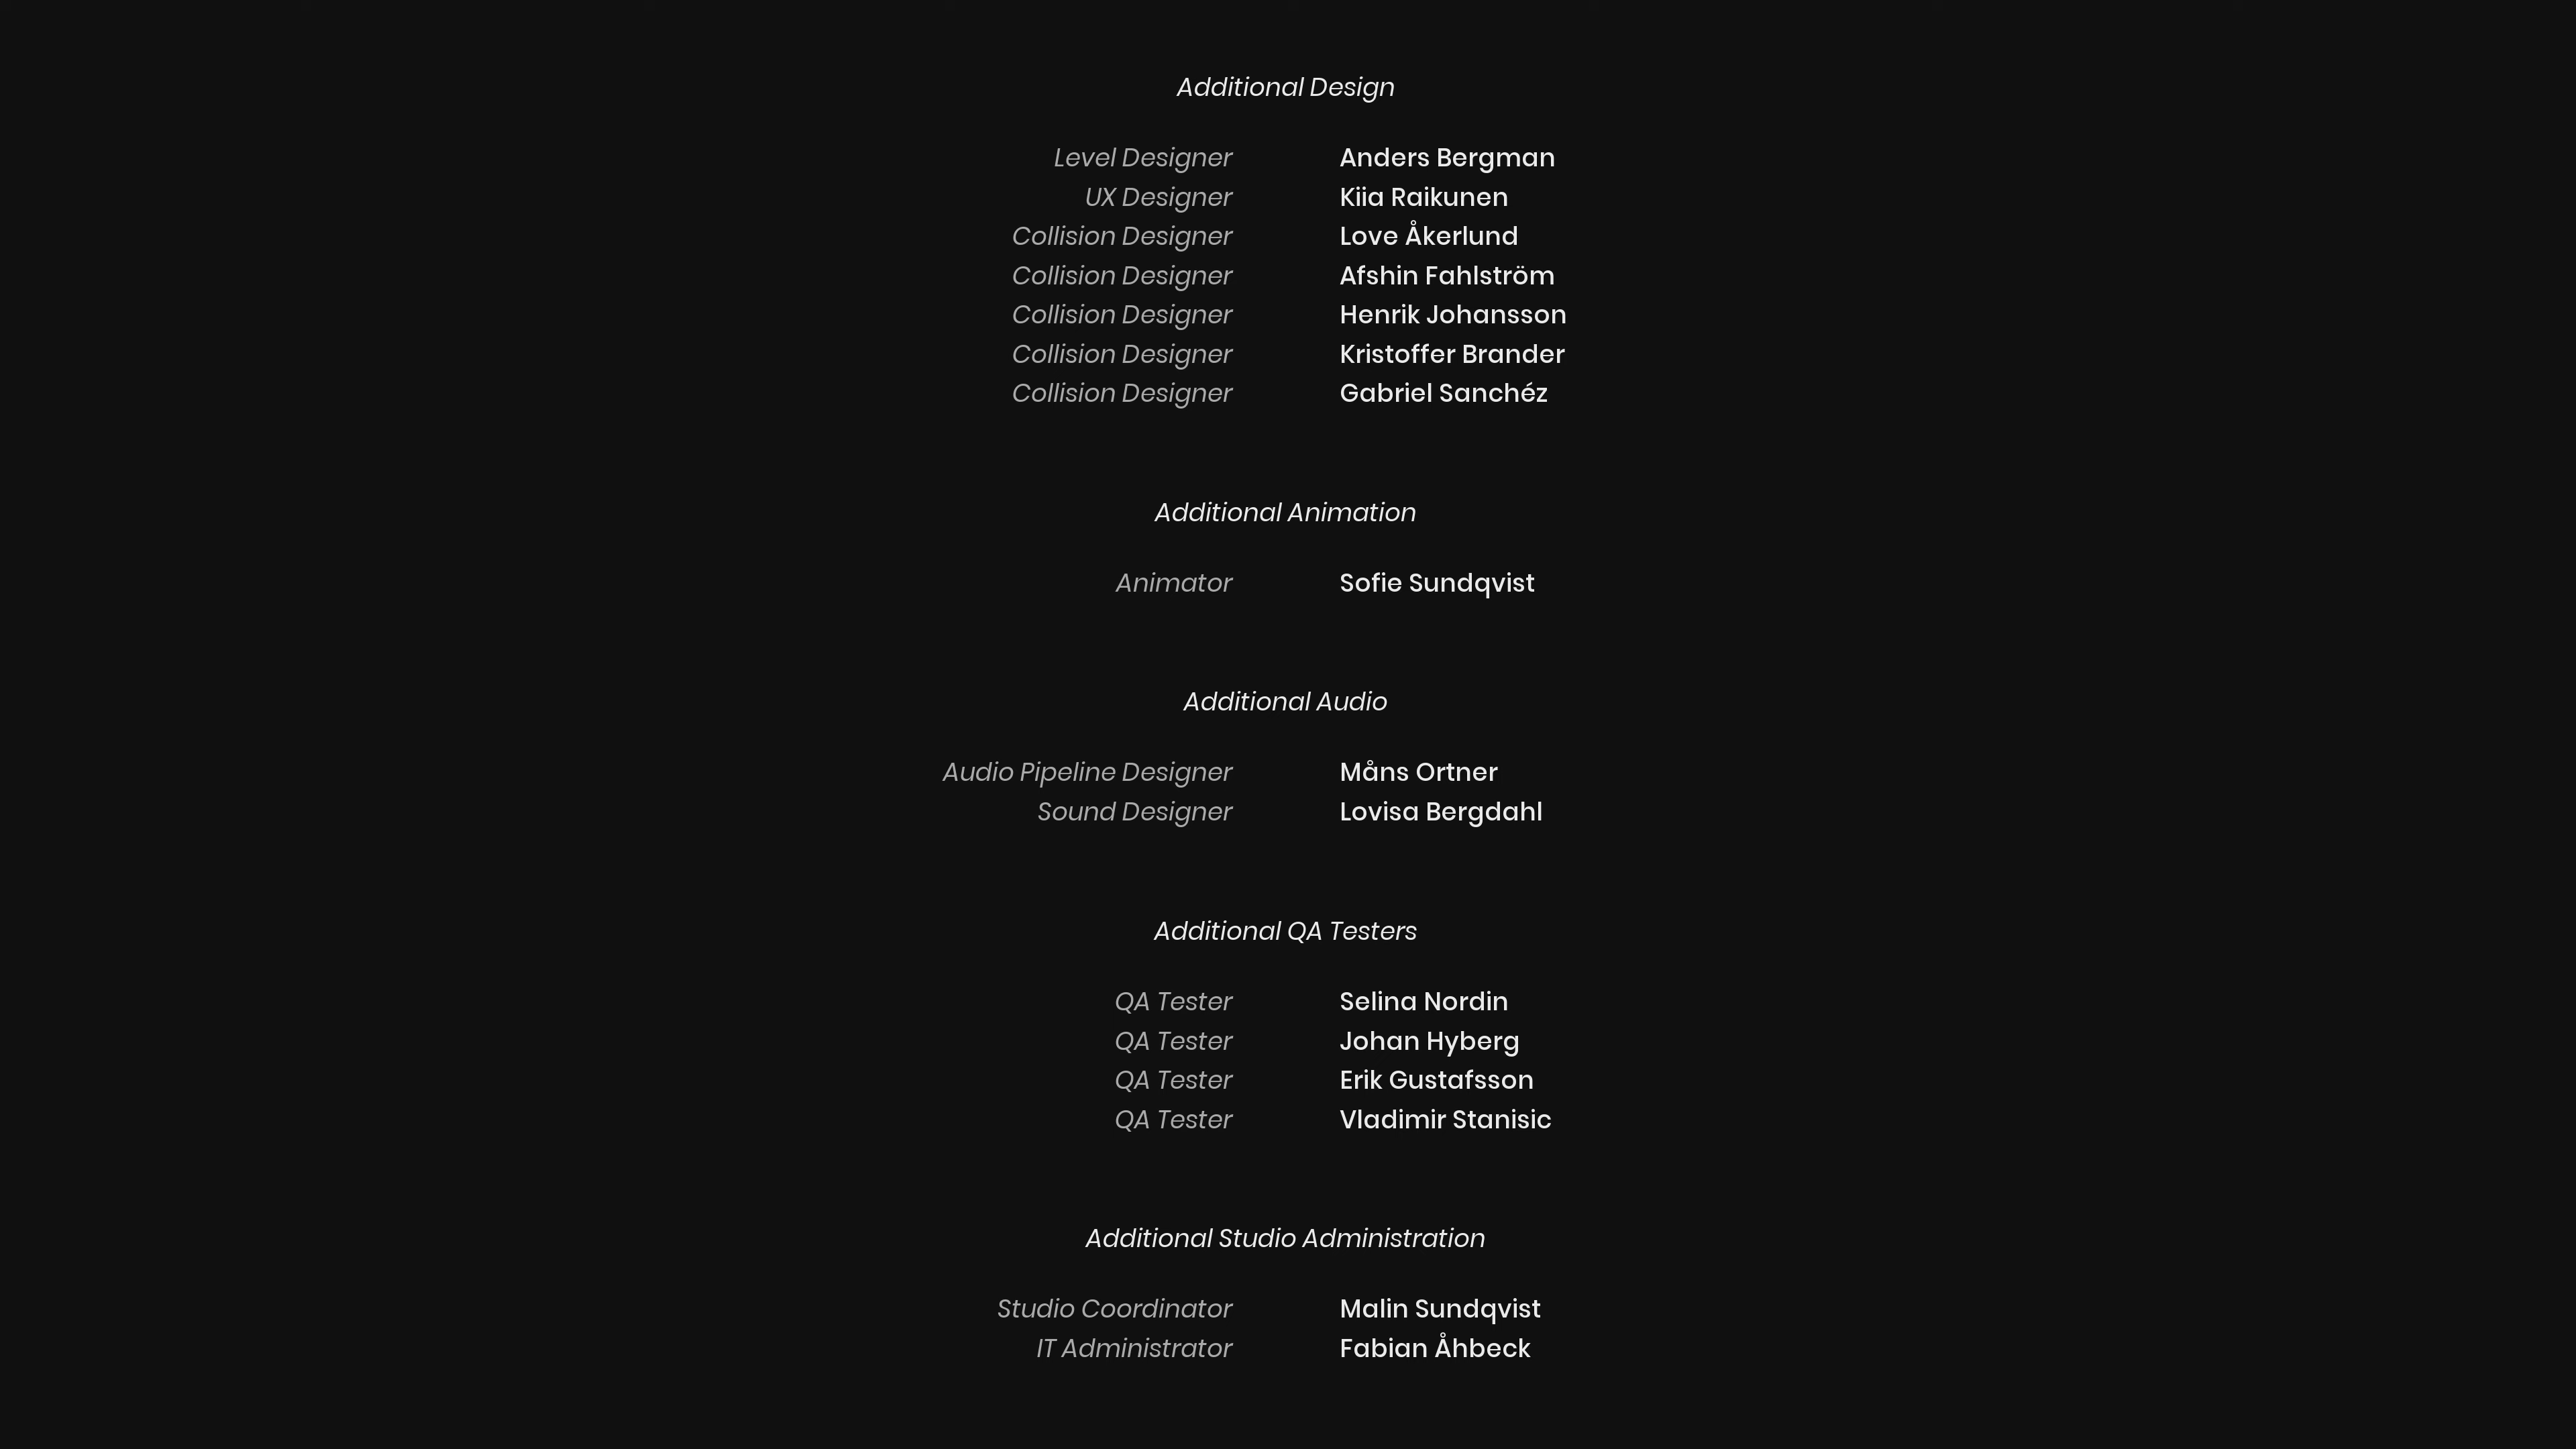 Additional Design
Level Designer Anders Bergman
UX Designer Kiia Raikunen
Collision Designer Love Åkerlund
Collision Designer Afshin Fahlström
Collision Designer Henrik Johansson
Collision Designer Kristoffer Brander
Collision Designer Gabriel Sanchéz
Additional Animation
Animator Sofie Sundqvist
Additional Audio
Audio Pipeline Designer Måns Ortner
Sound Designer Lovisa Bergdahl
Additional QA Testers
QA Tester Selina Nordin
QA Tester Johan Hyberg
QA Tester Erik Gustafsson
QA Tester Vladimir Stanisic
Additional Studio Administration
Studio Coordinator Malin Sundqvist
IT Administrator Fabian Åhbeck